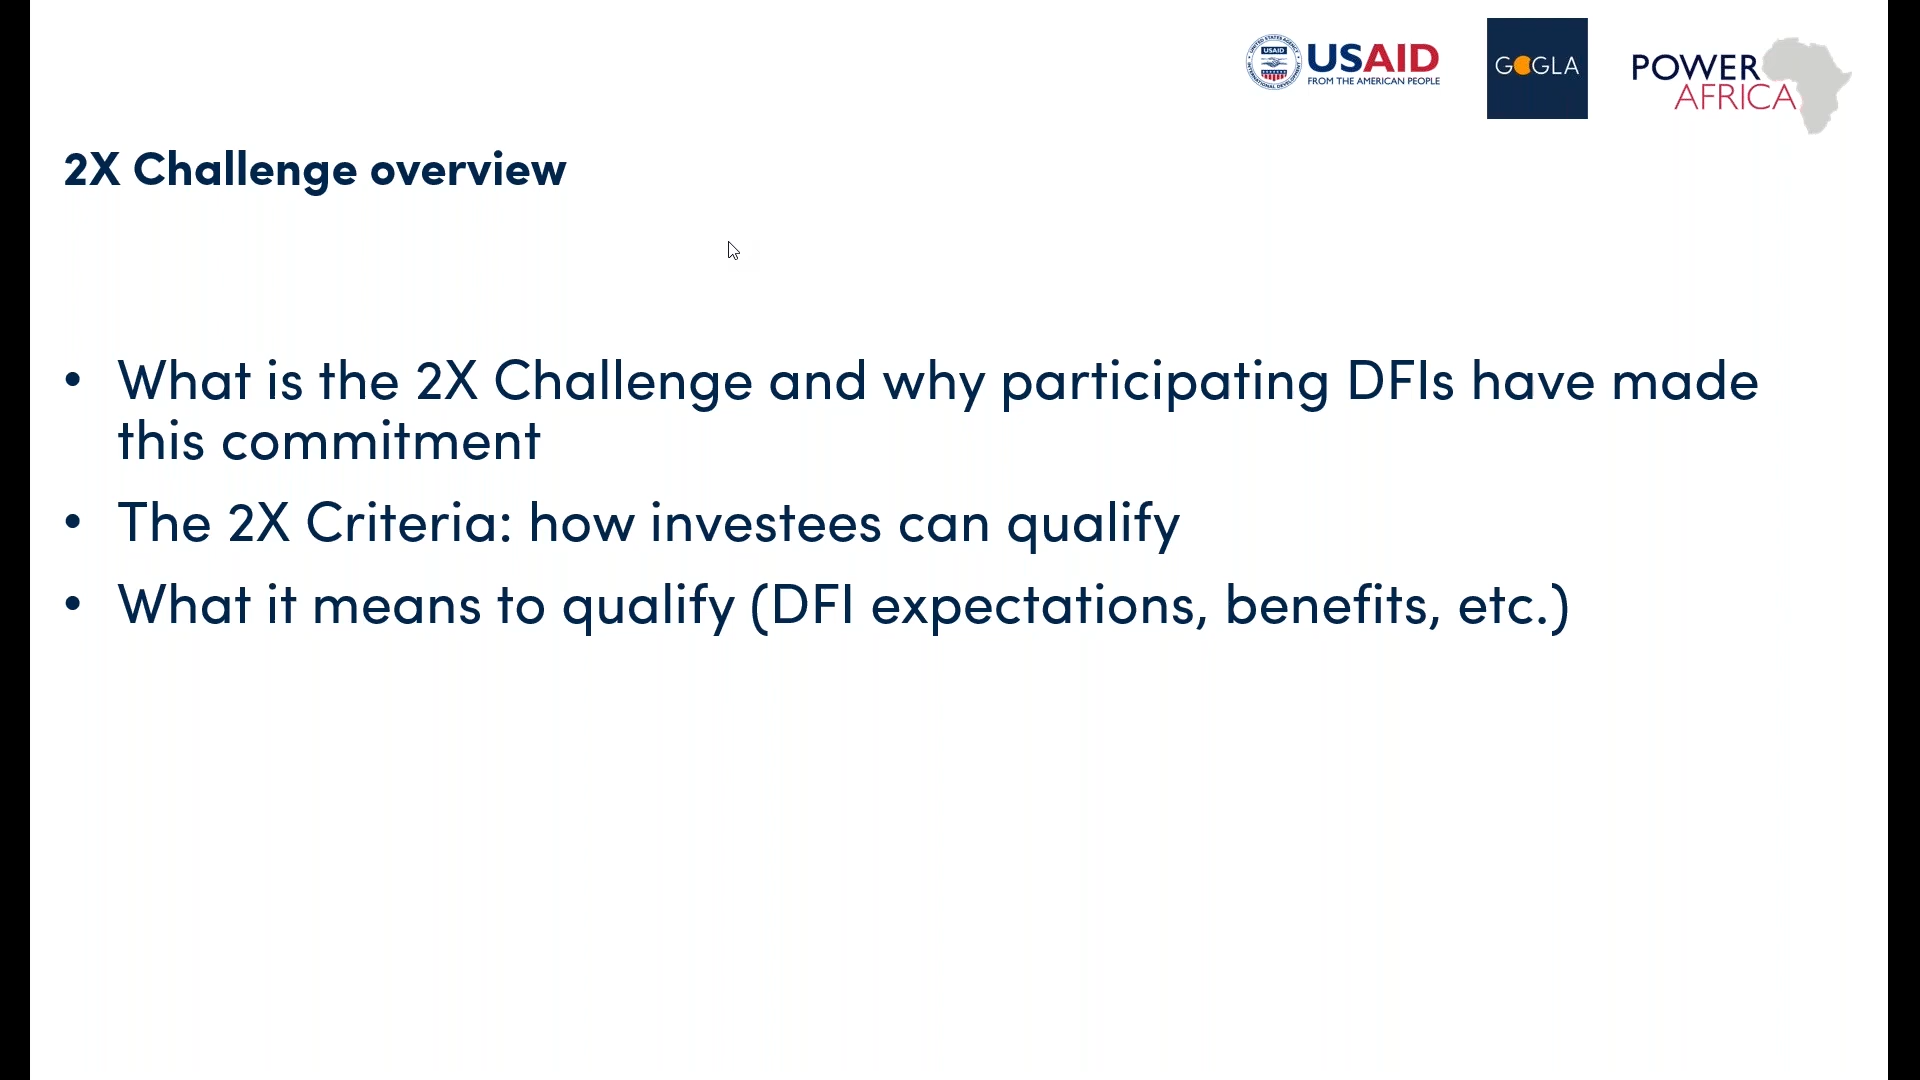 USAID
FROM THE AMERICAN PEOPLE
GOGLA
POWER
AFRICA
2X Challenge overview
• What is the 2X Challenge and why participating DFIs have made
this commitment
• The 2X Criteria: how investees can qualify
• What it means to qualify (DFI expectations, benefits, etc.)